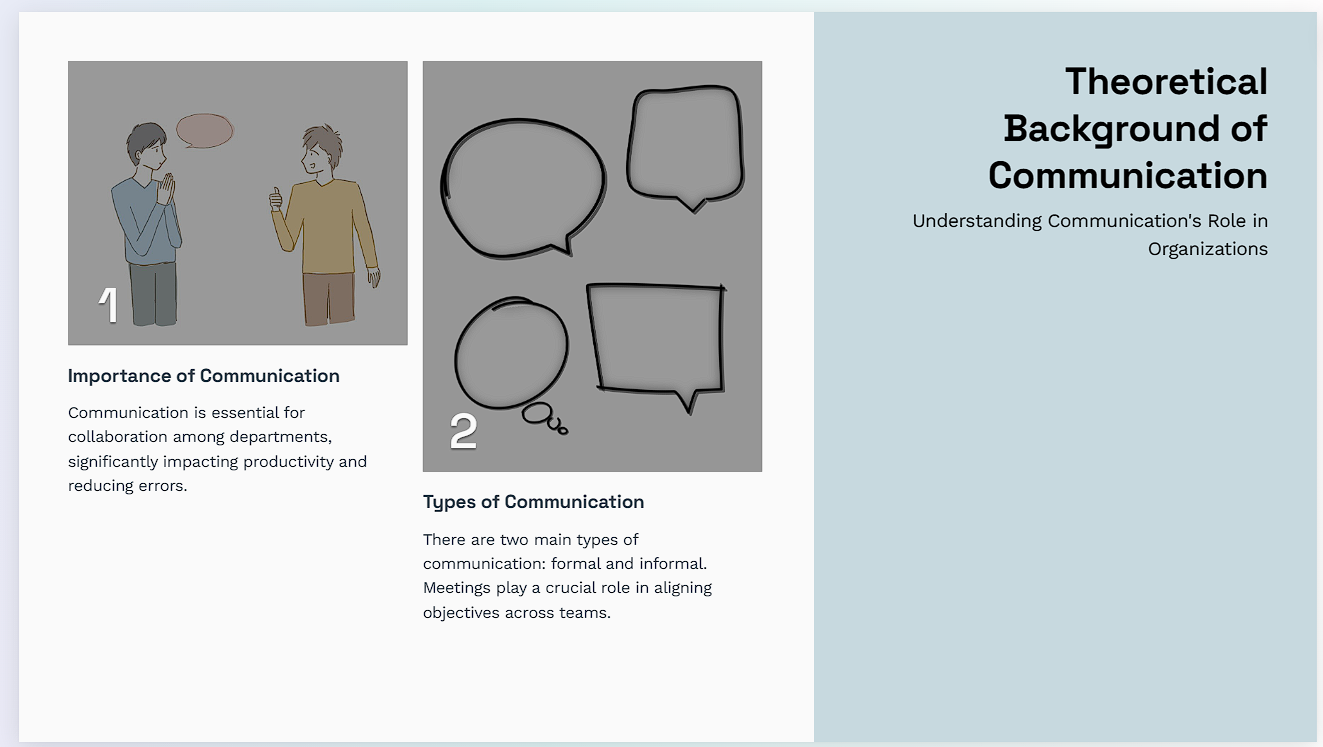 1
Importance of Communication
Communication is essential for
collaboration among departments,
significantly impacting productivity and
reducing errors.
2
Types of Communication
There are two main types of
communication: formal and informal.
Meetings play a crucial role in aligning
objectives across teams.
Theoretical
Background of
Communication
Understanding Communication's Role in
Organizations